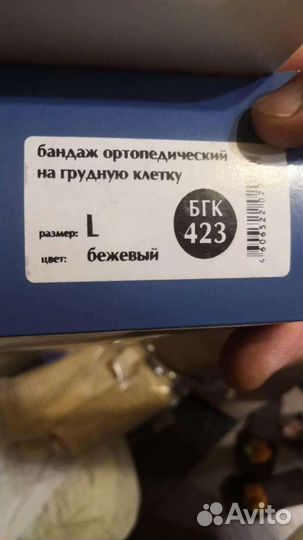 бандаж ортопедический
на грудную клетку
БГК
423
размер: L
цвет: бежевый
Avito